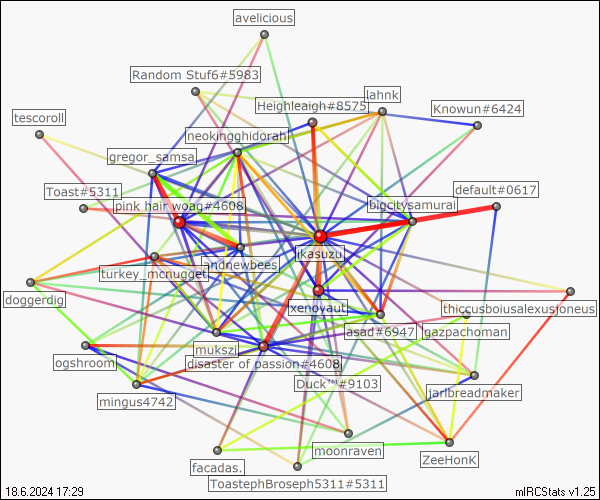 avelicious
Random Stuf6#5983
lahnk
Heighleaigh#8575
Knowun#6424
tescoroll
neokingghidorah
gregor_samsa
Toast#5311
default#0617
pink hair woag#4608
bigcitysamurai
ikasuzu
andnewbees
turkey_mcnugget
doggerdig
xenoyaut
thiccusboiusalexusjoneus
asad#6947
gazpachoman
mukszi
ogshroom
disaster of passion#4608
Duck™#9103
jarlbreadmaker
mingus4742
moonraven
ZeeHonK
facadas.
ToastephBroseph5311#5311
18.6.2024 17:29
mIRCStats v1.25